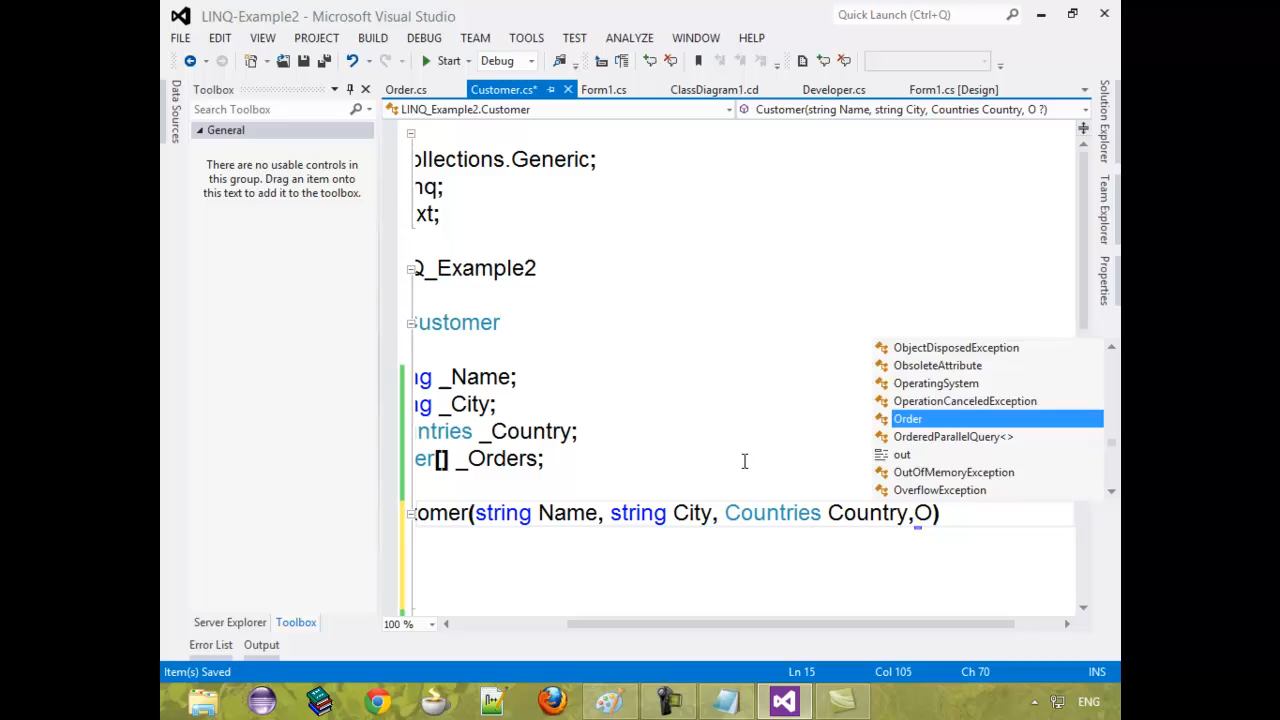 LINQ-Example2 - Microsoft Visual Studio
Quick Launch (Ctrl+Q)
FILE EDIT VIEW PROJECT BUILD DEBUG TEAM TOOLS TEST ANALYZE WINDOW HELP
Start Debug
Toolbox
Order.cs Customer.cs* Form1.cs ClassDiagram1.cd Developer.cs Form1.cs [Design]
Search Toolbox
LINQ_Example2.Customer
Customer(string Name, string City, Countries Country, O ?)
General
There are no usable controls in
this group. Drag an item onto
this text to add it to the toolbox.
Data Sources
Solution Explorer
Team Explorer
Properties
ollections.Generic;
nq;
xt;
Q_Example2
Customer
ng _Name;
ng _City;
ntries _Country;
er[] _Orders;
tomer(string Name, string City, Countries Country,O)
ObjectDisposedException
ObsoleteAttribute
OperatingSystem
OperationCanceledException
Order
OrderedParallelQuery<>
out
OutOfMemoryException
OverflowException
100 %
Server Explorer Toolbox
Error List Output
Item(s) Saved
Ln 15 Col 105 Ch 70 INS
ENG